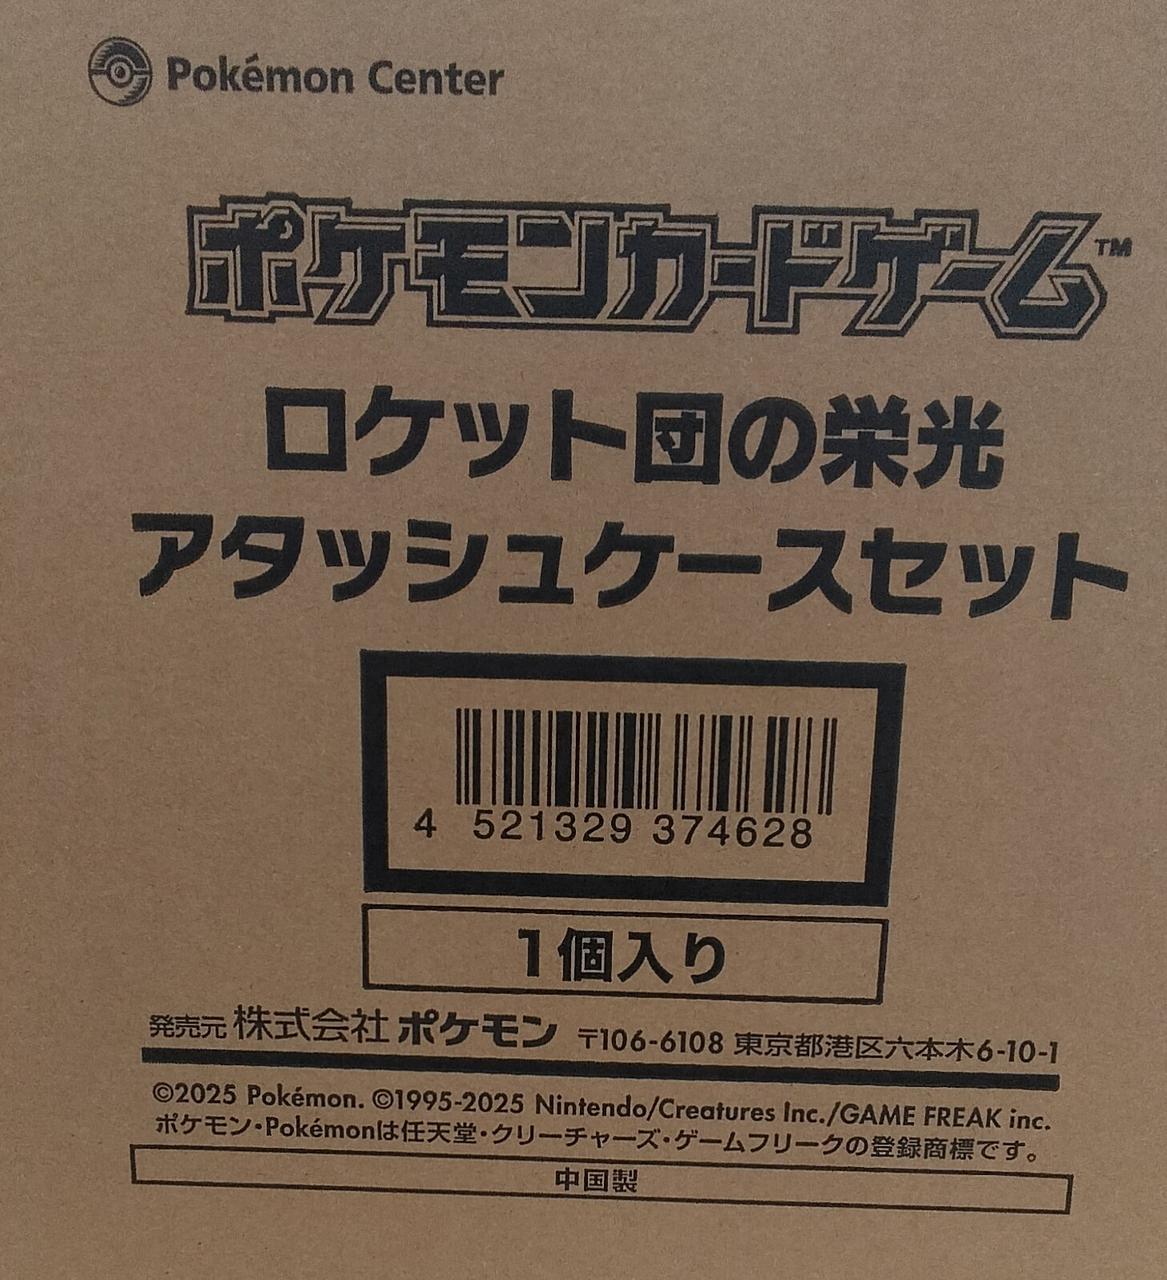 Pokémon Center
ポケモンカードゲーム™
ロケット団の栄光
アタッシュケースセット
4 521329 374628
1個入り
発売元 株式会社 ポケモン 〒106-6108 東京都港区六本木6-10-1
©2025 Pokémon. ©1995-2025 Nintendo/Creatures Inc./GAME FREAK inc.
ポケモン・Pokémonは任天堂・クリーチャーズ・ゲームフリークの登録商標です。
中国製